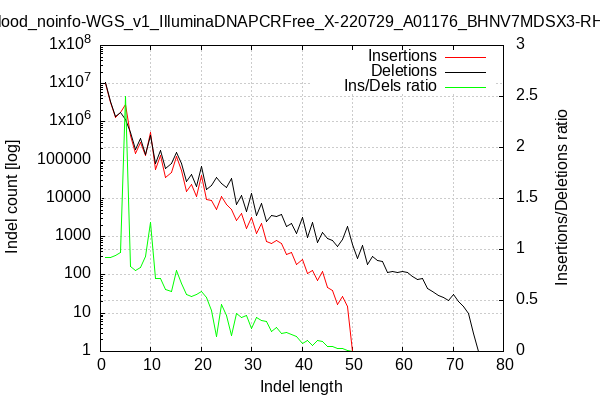 lood_noinfo-WGS_v1_IlluminaDNAPCRFree_X-220729_A01176_BHNV7MDSX3-RH
Insertions
Deletions
Ins/Dels ratio
Indel count [log]
1x10^8
1x10^7
1x10^6
100000
10000
1000
100
10
1
Insertions/Deletions ratio
3
2.5
2
1.5
1
0.5
0
0 10 20 30 40 50 60 70 80
Indel length